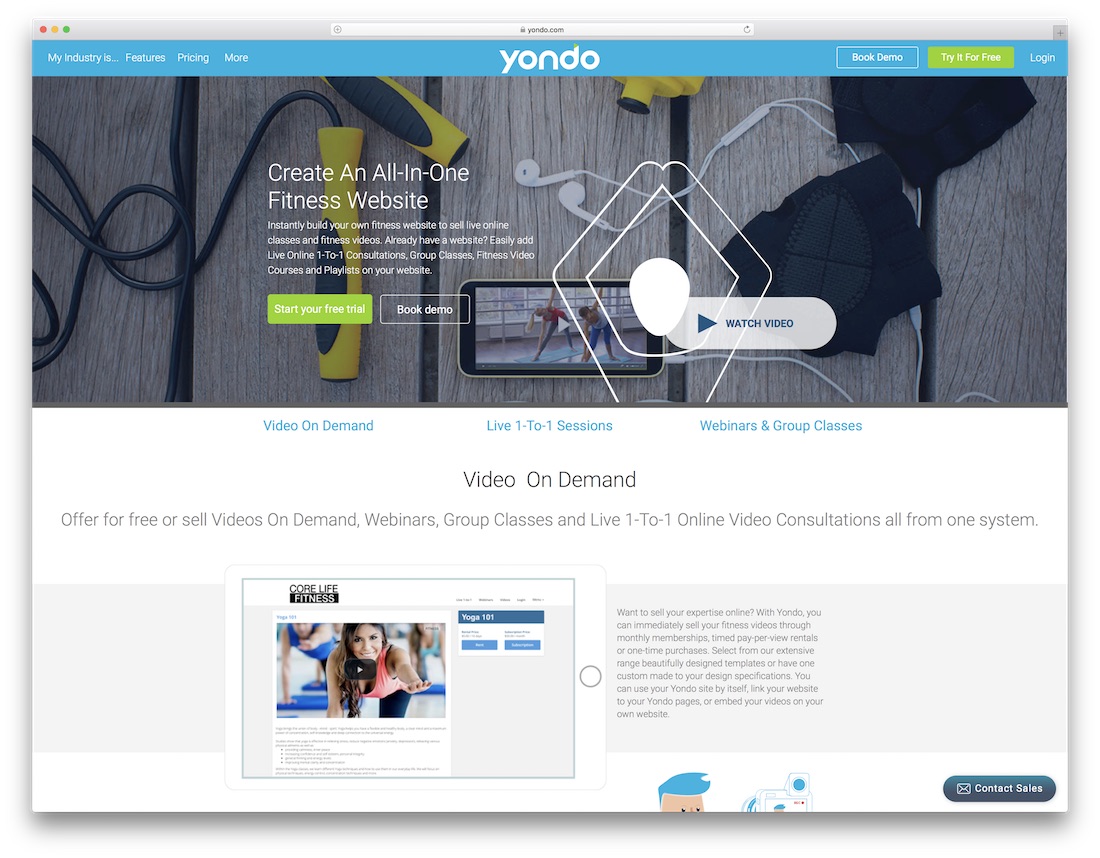 yondo.com
My Industry is...
Features
Pricing
More
yondo
Book Demo
Try It For Free
Login
Create An All-In-One
Fitness Website
Instantly build your own fitness website to sell live online
classes and fitness videos. Already have a website? Easily add
Live Online 1-To-1 Consultations, Group Classes, Fitness Video
Courses and Playlists on your website.
Start your free trial
Book demo
WATCH VIDEO
Video On Demand
Live 1-To-1 Sessions
Webinars & Group Classes
Video On Demand
Offer for free or sell Videos On Demand, Webinars, Group Classes and Live 1-To-1 Online Video Consultations all from one system.
CORE LIFE
FITNESS
Webinars
Videos
Login
Yoga 101
Yoga 101
Rental Price
Subscription Price
Rent
Subscription
Want to sell your expertise online? With Yondo, you
can immediately sell your fitness videos through
monthly memberships, timed pay-per-view rentals
or one-time purchases. Select from our extensive
range beautifully designed templates or have one
custom made to your design specifications. You
can use your Yondo site by itself, link your website
to your Yondo pages, or embed your videos on your
own website.
Contact Sales